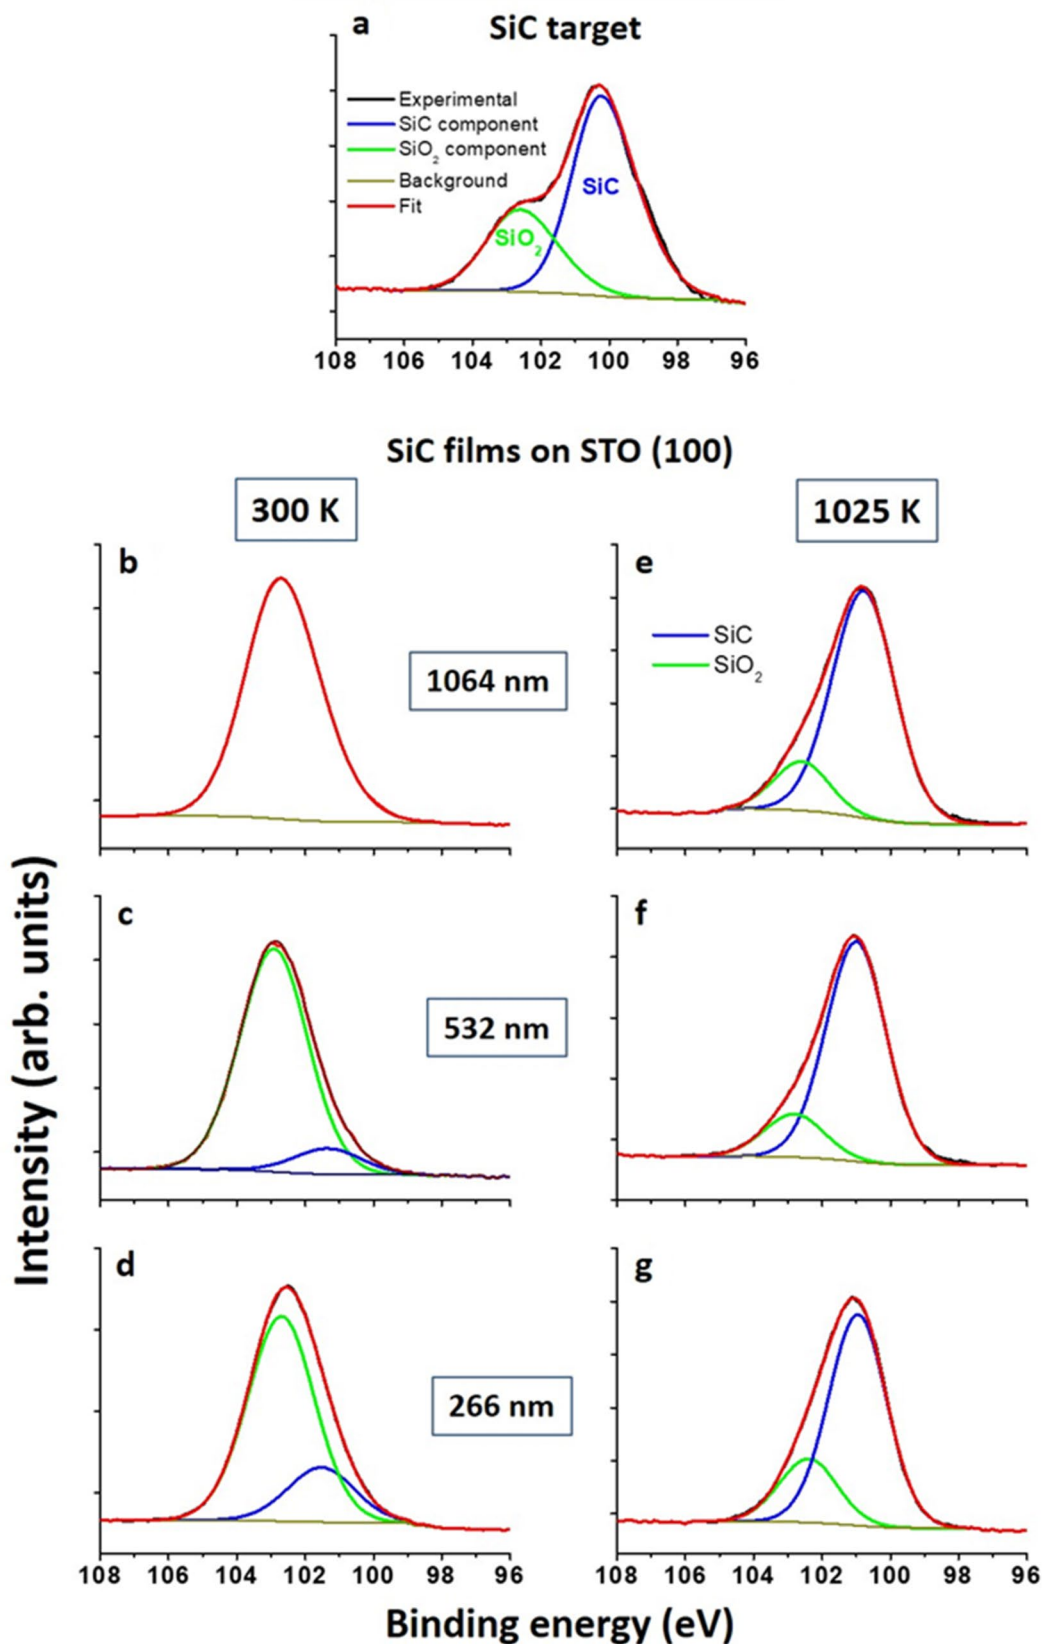 a
SiC target
Experimental
SiC component
SiO2 component
Background
Fit
SiC
SiO2
108 106 104 102 100 98 96
SiC films on STO (100)
300 K
1025 K
b
e
1064 nm
SiC
SiO2
c
f
532 nm
d
g
266 nm
108 106 104 102 100 98 96
108 106 104 102 100 98 96
Intensity (arb. units)
Binding energy (eV)